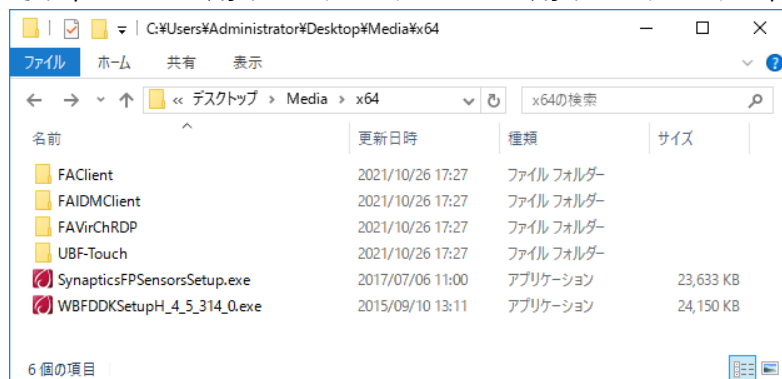 C:¥Users¥Administrator¥Desktop¥Media¥x64
ファイル ホーム 共有 表示
« デスクトップ > Media > x64 x64の検索
名前 更新日時 種類 サイズ
FAClient 2021/10/26 17:27 ファイル フォルダー
FAIDMClient 2021/10/26 17:27 ファイル フォルダー
FAVirChRDP 2021/10/26 17:27 ファイル フォルダー
UBF-Touch 2021/10/26 17:27 ファイル フォルダー
SynapticsFPSensorsSetup.exe 2017/07/06 11:00 アプリケーション 23,633 KB
WBFDDKSetupH_4_5_314_0.exe 2015/09/10 13:11 アプリケーション 24,150 KB
6 個の項目